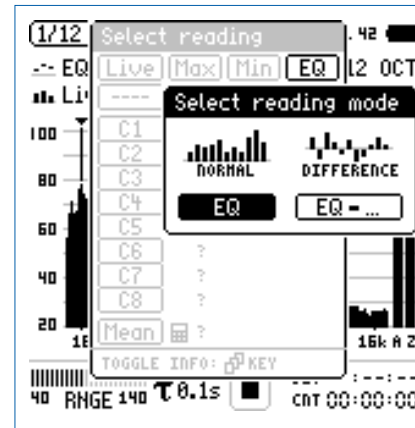 1/12 Select reading . 42
EQ Live Max Min EQ L2 OCT
Li ---- Select reading mode
100
C1
C2 NORMAL DIFFERENCE
80 C3
C4 EQ EQ - ...
60 C5
C6 ?
40 C7 ?
C8 ?
20 Mean ?
16k A Z
TOGGLE INFO: KEY
40 RNGE 140 τ 0.1s CNT 00:00:00